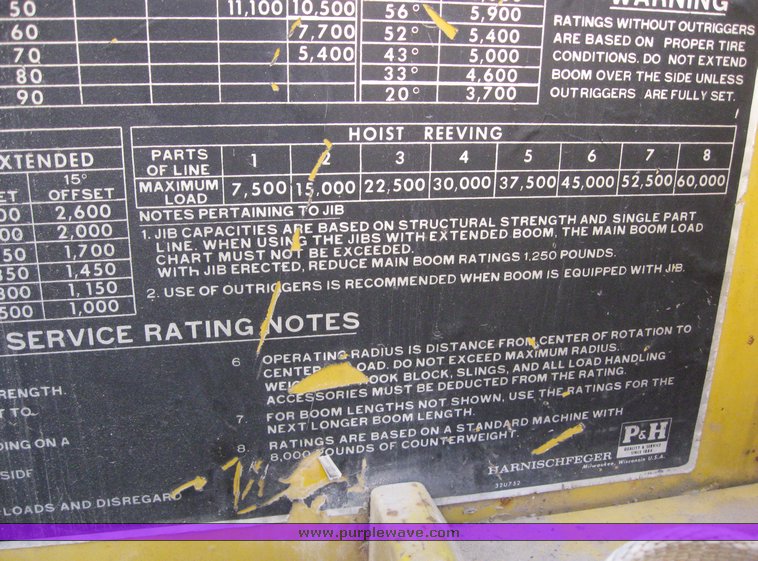 50 11,100 10,500
60 7,700
70 5,400
80
90
56° 5,900
52° 5,400
43° 5,000
33° 4,600
20° 3,700
WARNING
RATINGS WITHOUT OUTRIGGERS
ARE BASED ON PROPER TIRE
CONDITIONS. DO NOT EXTEND
BOOM OVER THE SIDE UNLESS
OUTRIGGERS ARE FULLY SET.
HOIST REEVING
PARTS OF LINE 1 2 3 4 5 6 7 8
MAXIMUM LOAD 7,500 15,000 22,500 30,000 37,500 45,000 52,500 60,000
EXTENDED
15°
OFFSET
2,600
2,000
1,700
1,450
1,150
1,000
NOTES PERTAINING TO JIB
1. JIB CAPACITIES ARE BASED ON STRUCTURAL STRENGTH AND SINGLE PART
LINE. WHEN USING THE JIBS WITH EXTENDED BOOM, THE MAIN BOOM LOAD
CHART MUST NOT BE EXCEEDED.
WITH JIB ERECTED, REDUCE MAIN BOOM RATINGS 1,250 POUNDS.
2. USE OF OUTRIGGERS IS RECOMMENDED WHEN BOOM IS EQUIPPED WITH JIB.
SERVICE RATING NOTES
6 OPERATING RADIUS IS DISTANCE FROM CENTER OF ROTATION TO
CENTER LOAD. DO NOT EXCEED MAXIMUM RADIUS.
HOOK BLOCK, SLINGS, AND ALL LOAD HANDLING
ACCESSORIES MUST BE DEDUCTED FROM THE RATING.
7. FOR BOOM LENGTHS NOT SHOWN, USE THE RATINGS FOR THE
NEXT LONGER BOOM LENGTH.
8. RATINGS ARE BASED ON A STANDARD MACHINE WITH
8,000 POUNDS OF COUNTERWEIGHT.
DING ON A
SIDE
LOADS AND DISREGARD
P&H
QUALITY & SERVICE
SINCE 1884
HARNISCHFEGER
Milwaukee, Wisconsin U.S.A.
32U732
www.purplewave.com